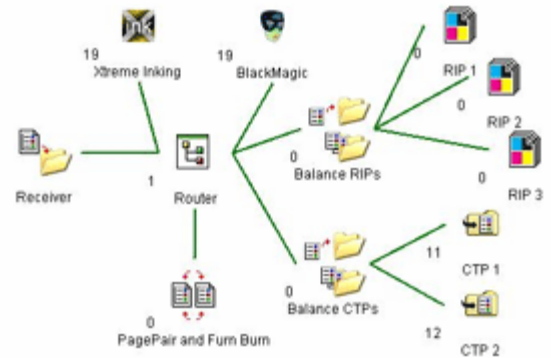 19
Xtreme Inking
19
BlackMagic
0
RIP 1
0
RIP 2
0
RIP 3
Receiver
1
Router
0
Balance RIPs
0
PagePair and Furn Burn
0
Balance CTPs
11
CTP 1
12
CTP 2